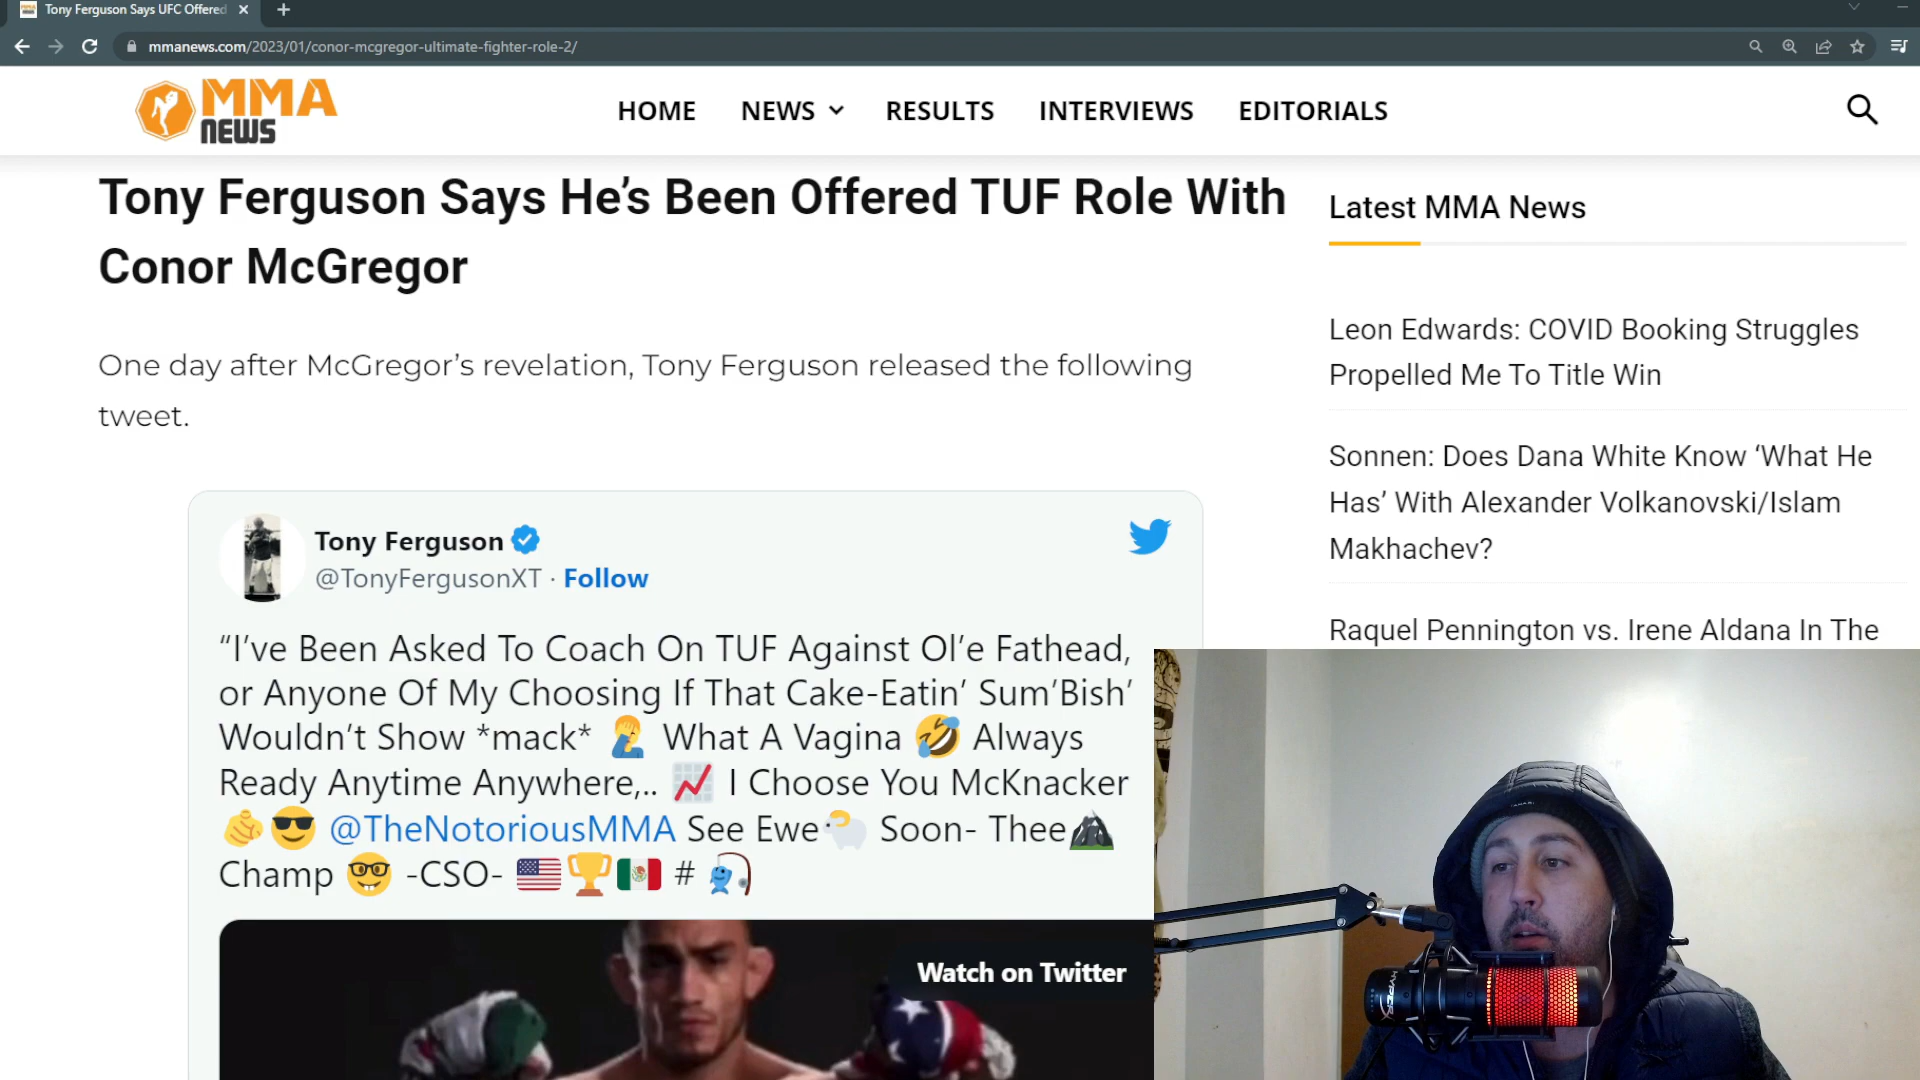 Tony Ferguson Says UFC Offered
mmanews.com/2023/01/conor-mcgregor-ultimate-fighter-role-2/
MMA
NEWS
HOME NEWS RESULTS INTERVIEWS EDITORIALS
Tony Ferguson Says He’s Been Offered TUF Role With
Conor McGregor
One day after McGregor’s revelation, Tony Ferguson released the following
tweet.
Tony Ferguson
@TonyFergusonXT · Follow
“I’ve Been Asked To Coach On TUF Against Ol’e Fathead,
or Anyone Of My Choosing If That Cake-Eatin’ Sum’Bish’
Wouldn’t Show *mack* 🤦 What A Vagina 🤣 Always
Ready Anytime Anywhere,.. 📈 I Choose You McKnacker
🫵😎 @TheNotoriousMMA See Ewe🐑 Soon- Thee⛰️
Champ 🤓 -CSO- 🇺🇸🏆🇲🇽 # 🎣
Watch on Twitter
Latest MMA News
Leon Edwards: COVID Booking Struggles
Propelled Me To Title Win
Sonnen: Does Dana White Know ‘What He
Has’ With Alexander Volkanovski/Islam
Makhachev?
Raquel Pennington vs. Irene Aldana In The
HYPERX